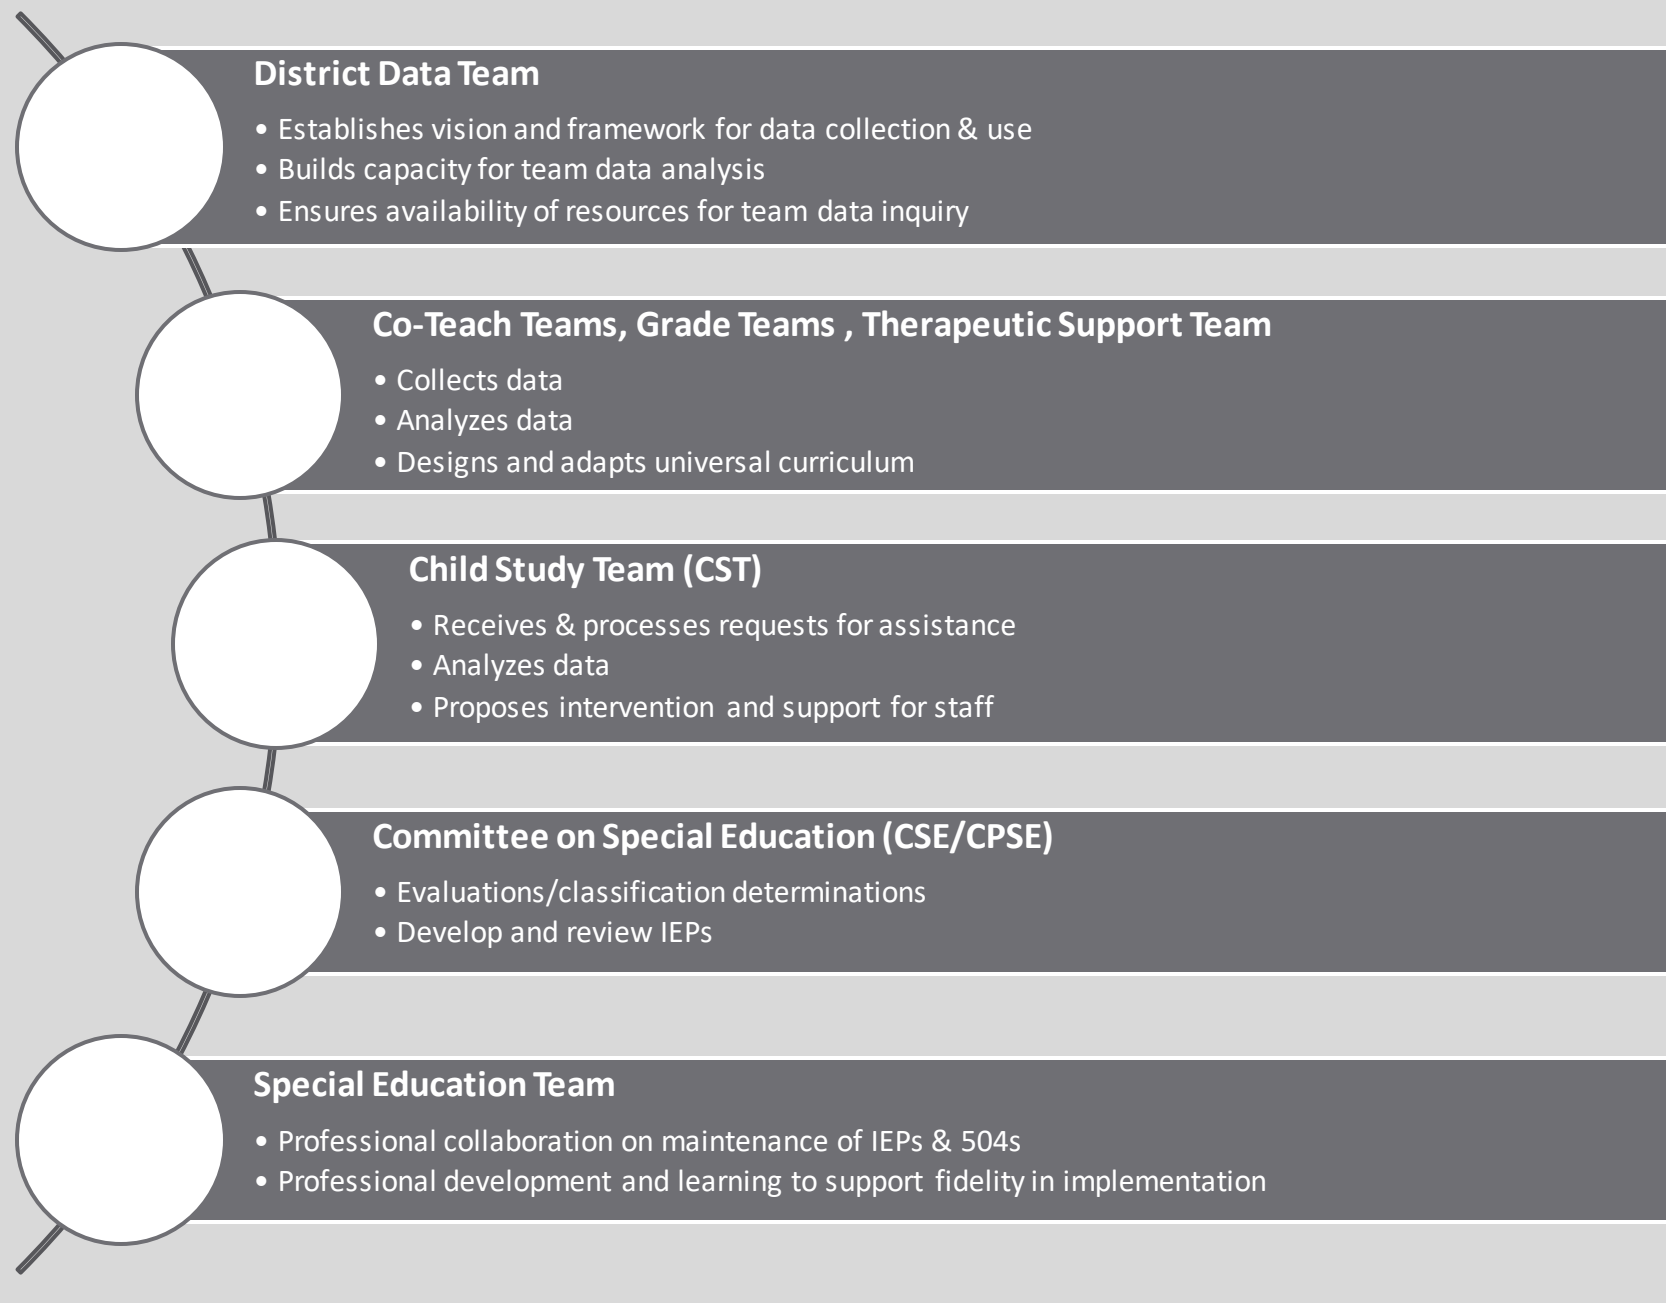 District Data Team
• Establishes vision and framework for data collection & use
• Builds capacity for team data analysis
• Ensures availability of resources for team data inquiry
Co-Teach Teams, Grade Teams , Therapeutic Support Team
• Collects data
• Analyzes data
• Designs and adapts universal curriculum
Child Study Team (CST)
• Receives & processes requests for assistance
• Analyzes data
• Proposes intervention and support for staff
Committee on Special Education (CSE/CPSE)
• Evaluations/classification determinations
• Develop and review IEPs
Special Education Team
• Professional collaboration on maintenance of IEPs & 504s
• Professional development and learning to support fidelity in implementation